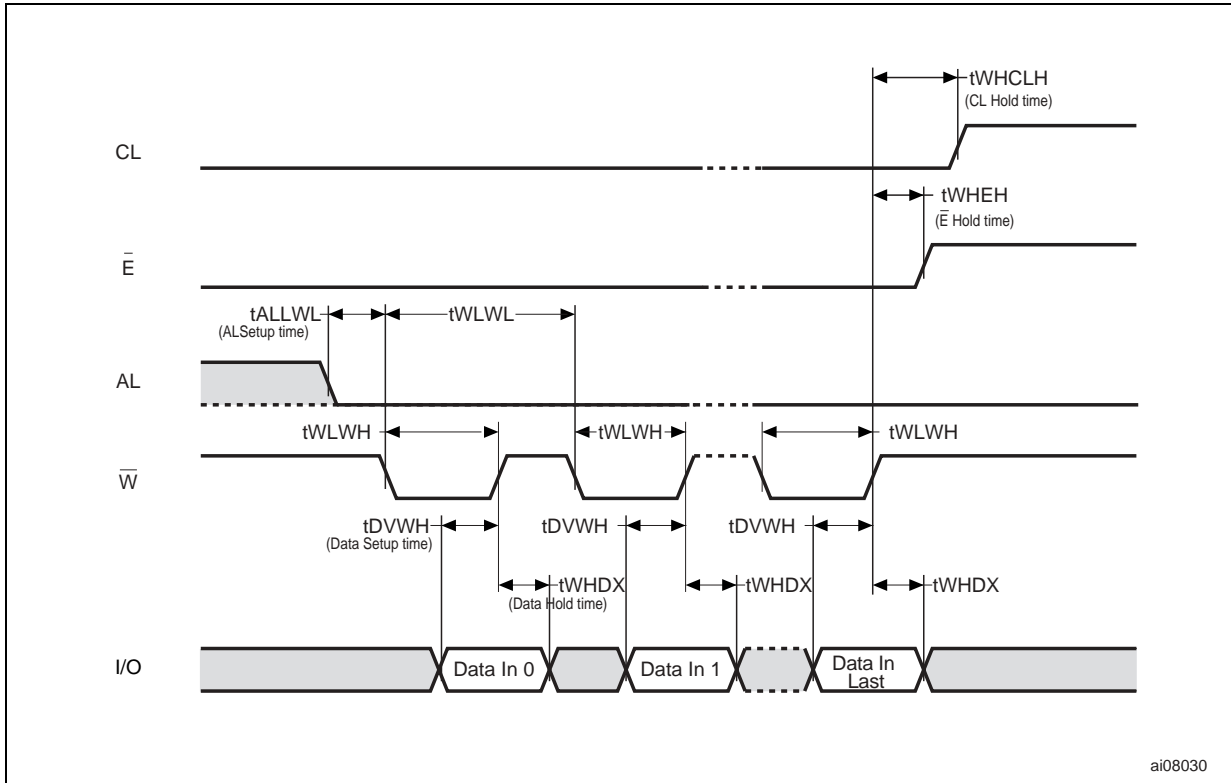 tWHCLH
(CL Hold time)
CL
tWHEH
(E̅ Hold time)
E̅
tALLWL
(ALSetup time)
tWLWL
AL
tWLWH
tWLWH
tWLWH
W̅
tDVWH
(Data Setup time)
tDVWH
tDVWH
tWHDX
(Data Hold time)
tWHDX
tWHDX
I/O
Data In 0
Data In 1
Data In
Last
ai08030